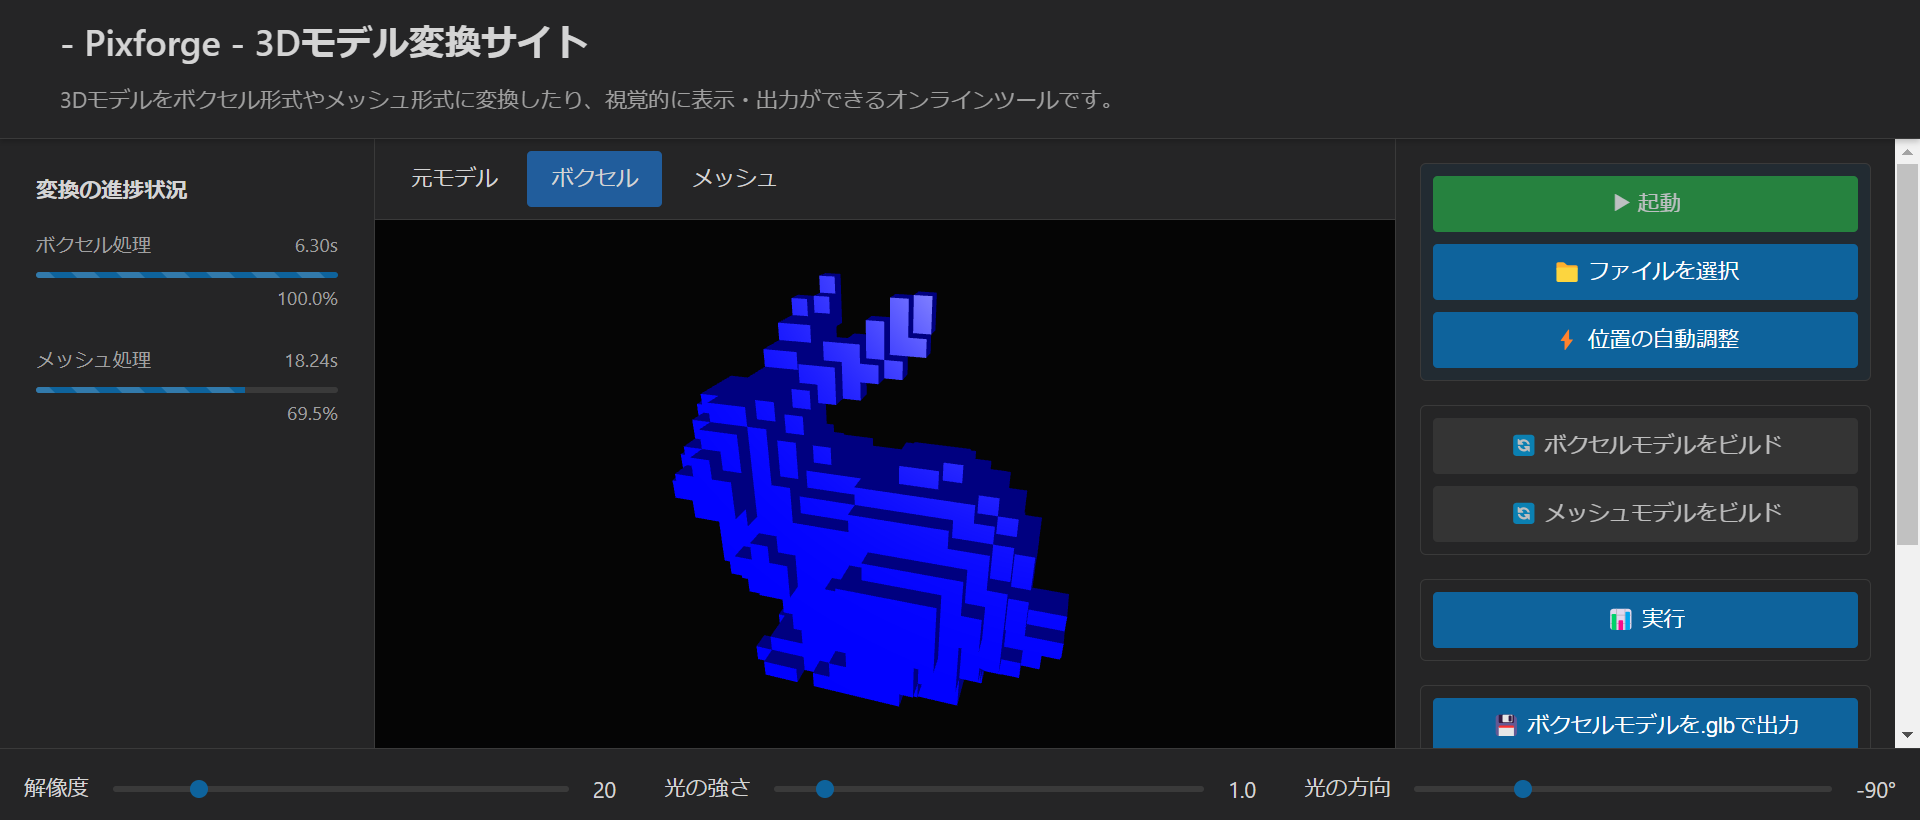 - Pixforge - 3Dモデル変換サイト
3Dモデルをボクセル形式やメッシュ形式に変換したり、視覚的に表示・出力ができるオンラインツールです。
変換の進捗状況
ボクセル処理 6.30s
100.0%
メッシュ処理 18.24s
69.5%
元モデル ボクセル メッシュ
▶ 起動
📁 ファイルを選択
⚡ 位置の自動調整
🔄 ボクセルモデルをビルド
🔄 メッシュモデルをビルド
📊 実行
💾 ボクセルモデルを.glbで出力
解像度 20 光の強さ 1.0 光の方向 -90°